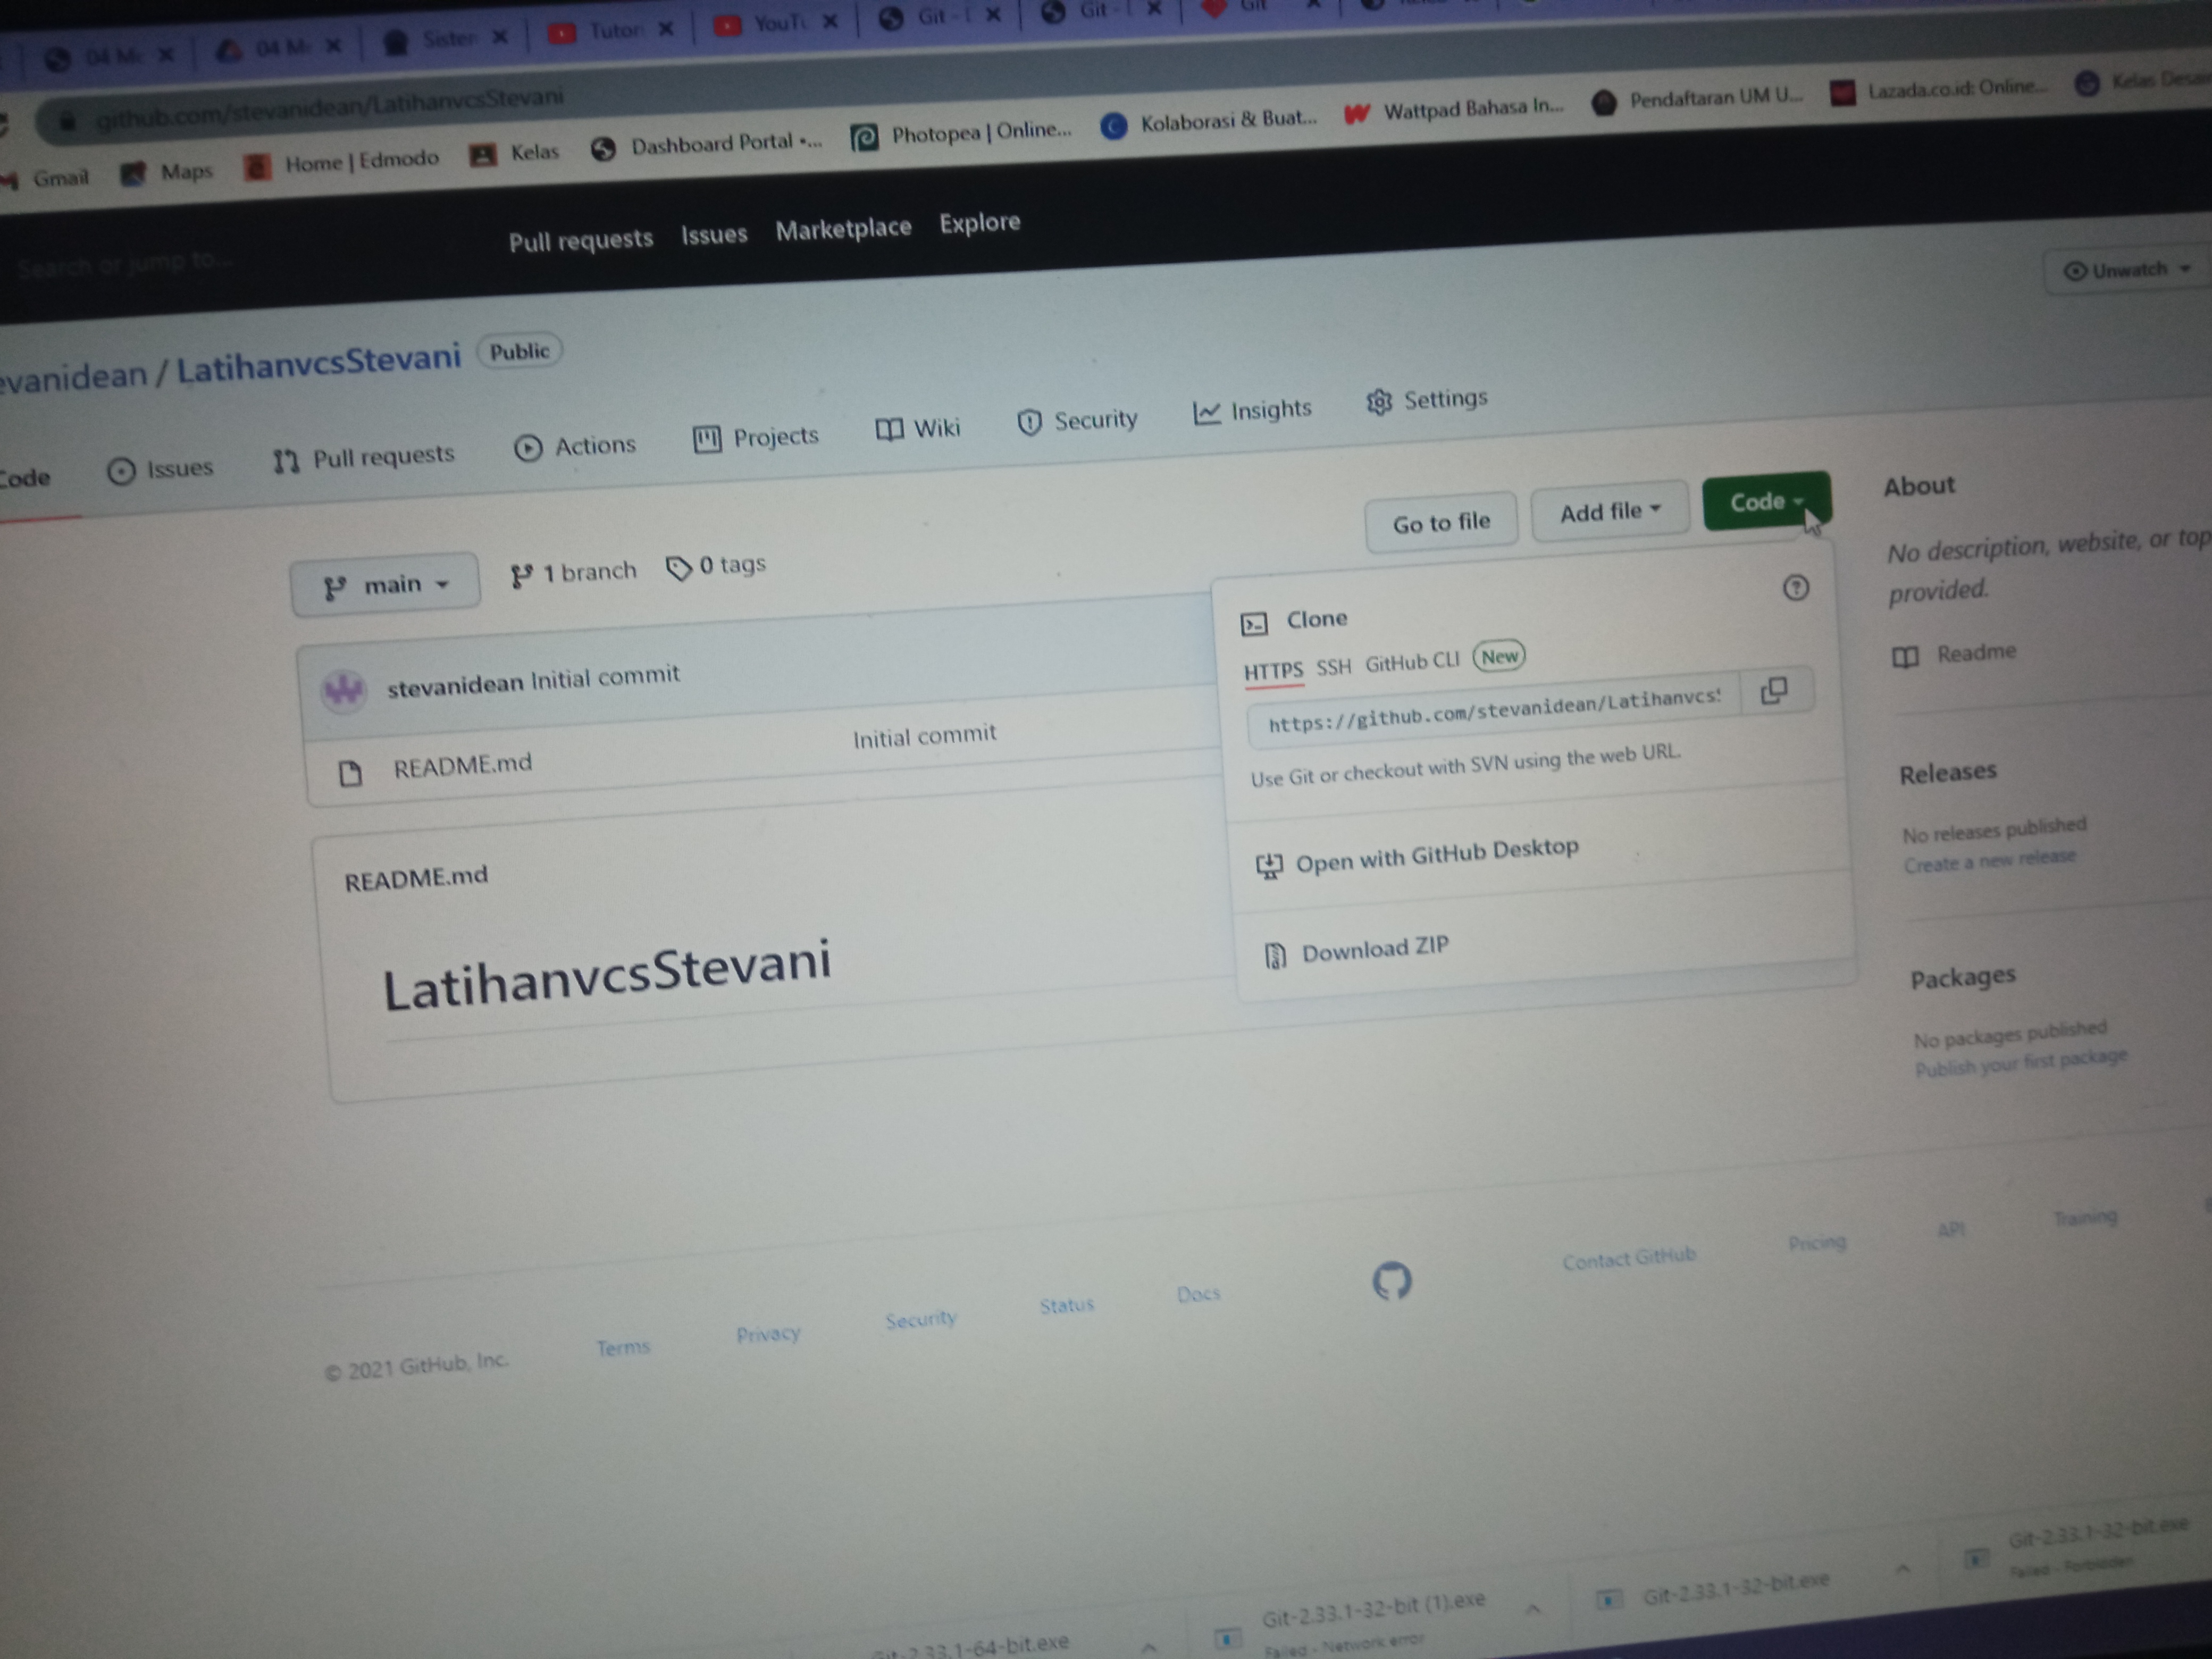 04 M
04 M
Sister
Tutor
YouTu
Git -
Git -
Git
github.com/stevanidean/LatihanvcsStevani
Gmail Maps Home | Edmodo Kelas Dashboard Portal •... Photopea | Online... Kolaborasi & Buat... Wattpad Bahasa In... Pendaftaran UM U... Lazada.co.id: Online... Kelas Desa
Search or jump to...
Pull requests Issues Marketplace Explore
Unwatch
evanidean / LatihanvcsStevani Public
Code Issues Pull requests Actions Projects Wiki Security Insights Settings
main 1 branch 0 tags Go to file Add file Code
stevanidean Initial commit
README.md Initial commit
README.md
LatihanvcsStevani
Clone
HTTPS SSH GitHub CLI New
https://github.com/stevanidean/Latihanvcs
Use Git or checkout with SVN using the web URL.
Open with GitHub Desktop
Download ZIP
About
No description, website, or top
provided.
Readme
Releases
No releases published
Create a new release
Packages
No packages published
Publish your first package
© 2021 GitHub, Inc. Terms Privacy Security Status Docs Contact GitHub Pricing API Training
Git-2.33.1-64-bit.exe
Git-2.33.1-32-bit (1).exe
Failed - Network error
Git-2.33.1-32-bit.exe
Git-2.33.1-32-bit.exe
Failed - Forbidden